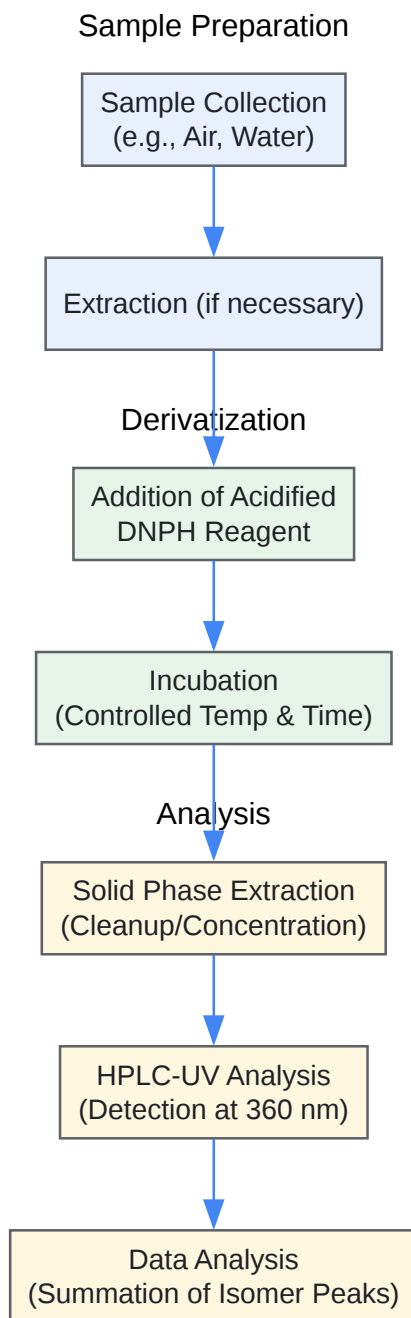 Sample Preparation
Sample Collection
(e.g., Air, Water)
Extraction (if necessary)
Derivatization
Addition of Acidified
DNPH Reagent
Incubation
(Controlled Temp & Time)
Analysis
Solid Phase Extraction
(Cleanup/Concentration)
HPLC-UV Analysis
(Detection at 360 nm)
Data Analysis
(Summation of Isomer Peaks)